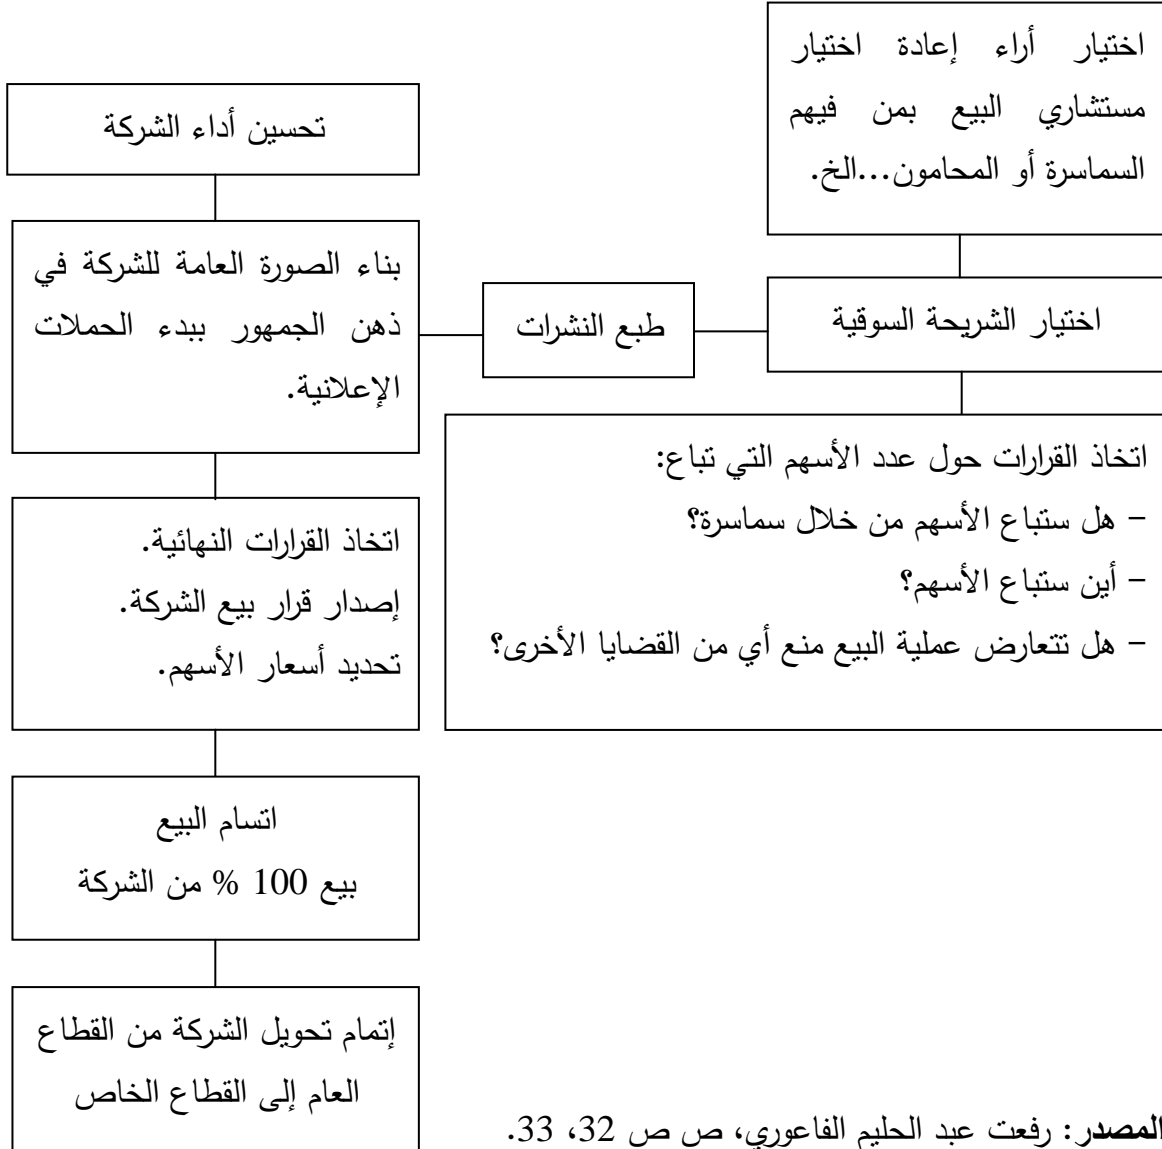 اختيار أراء إعادة اختيار
مستشاري البيع بمن فيهم
السماسرة أو المحامون...الخ.
تحسين أداء الشركة
اختيار الشريحة السوقية
طبع النشرات
بناء الصورة العامة للشركة في
ذهن الجمهور ببدء الحملات
الإعلانية.
اتخاذ القرارات حول عدد الأسهم التي تباع:
- هل ستباع الأسهم من خلال سماسرة؟
- أين ستباع الأسهم؟
- هل تتعارض عملية البيع منع أي من القضايا الأخرى؟
اتخاذ القرارات النهائية.
إصدار قرار بيع الشركة.
تحديد أسعار الأسهم.
اتسام البيع
بيع 100 % من الشركة
إتمام تحويل الشركة من القطاع
العام إلى القطاع الخاص
المصدر: رفعت عبد الحليم الفاعوري، ص ص 32، 33.